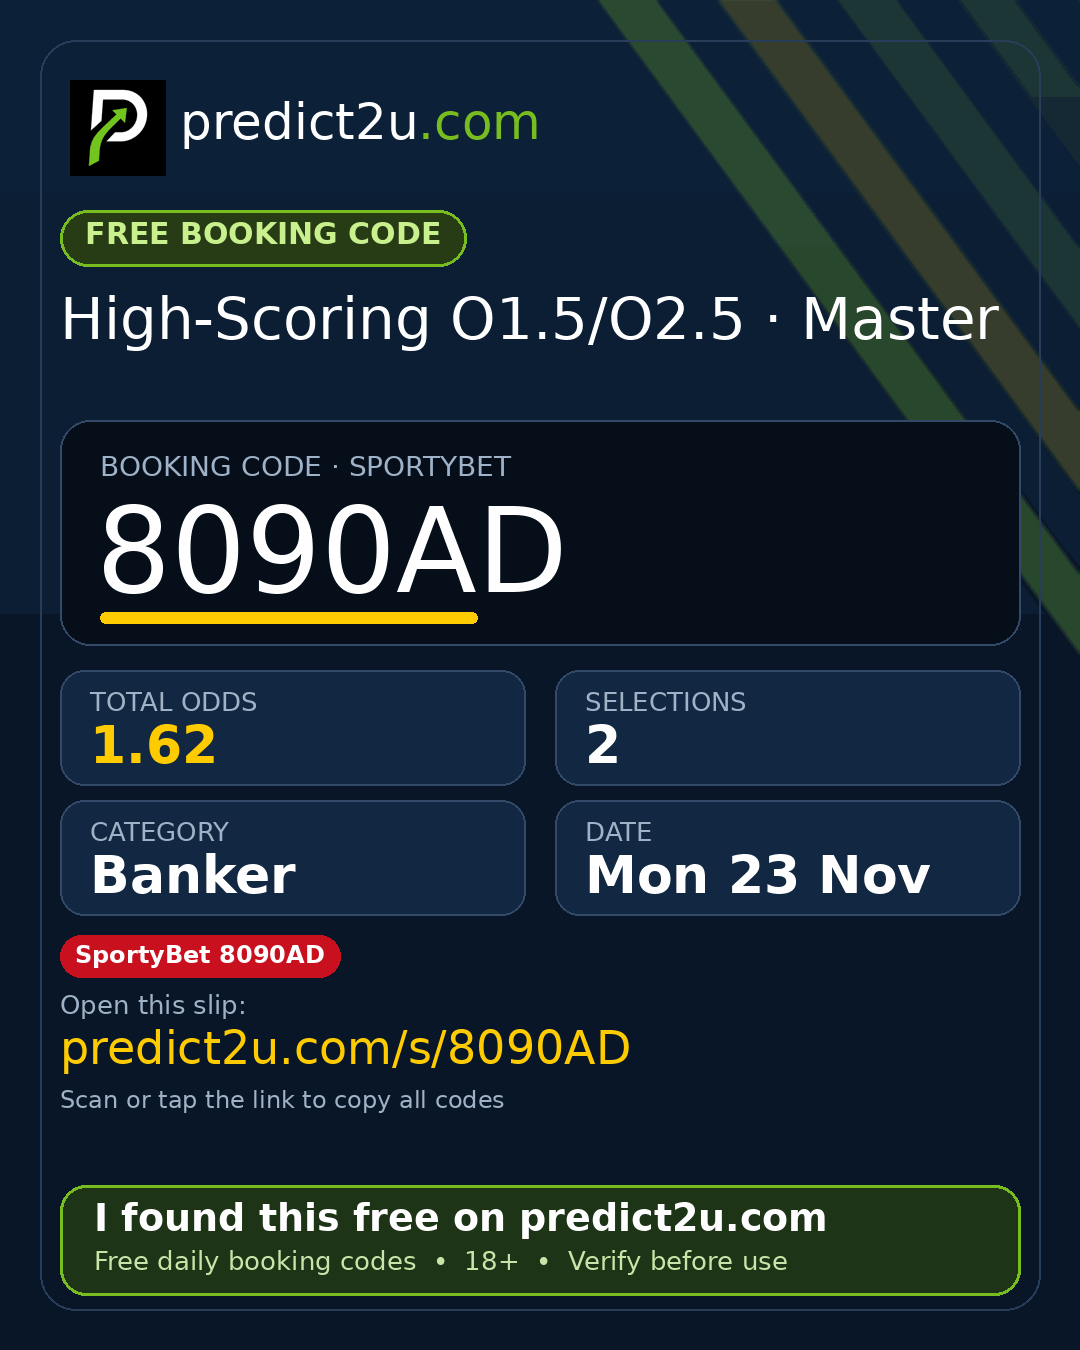 predict2u.com
FREE BOOKING CODE
High-Scoring O1.5/O2.5 · Master
BOOKING CODE · SPORTYBET
8090AD
TOTAL ODDS
1.62
SELECTIONS
2
CATEGORY
Banker
DATE
Mon 23 Nov
SportyBet 8090AD
Open this slip:
predict2u.com/s/8090AD
Scan or tap the link to copy all codes
I found this free on predict2u.com
Free daily booking codes • 18+ • Verify before use